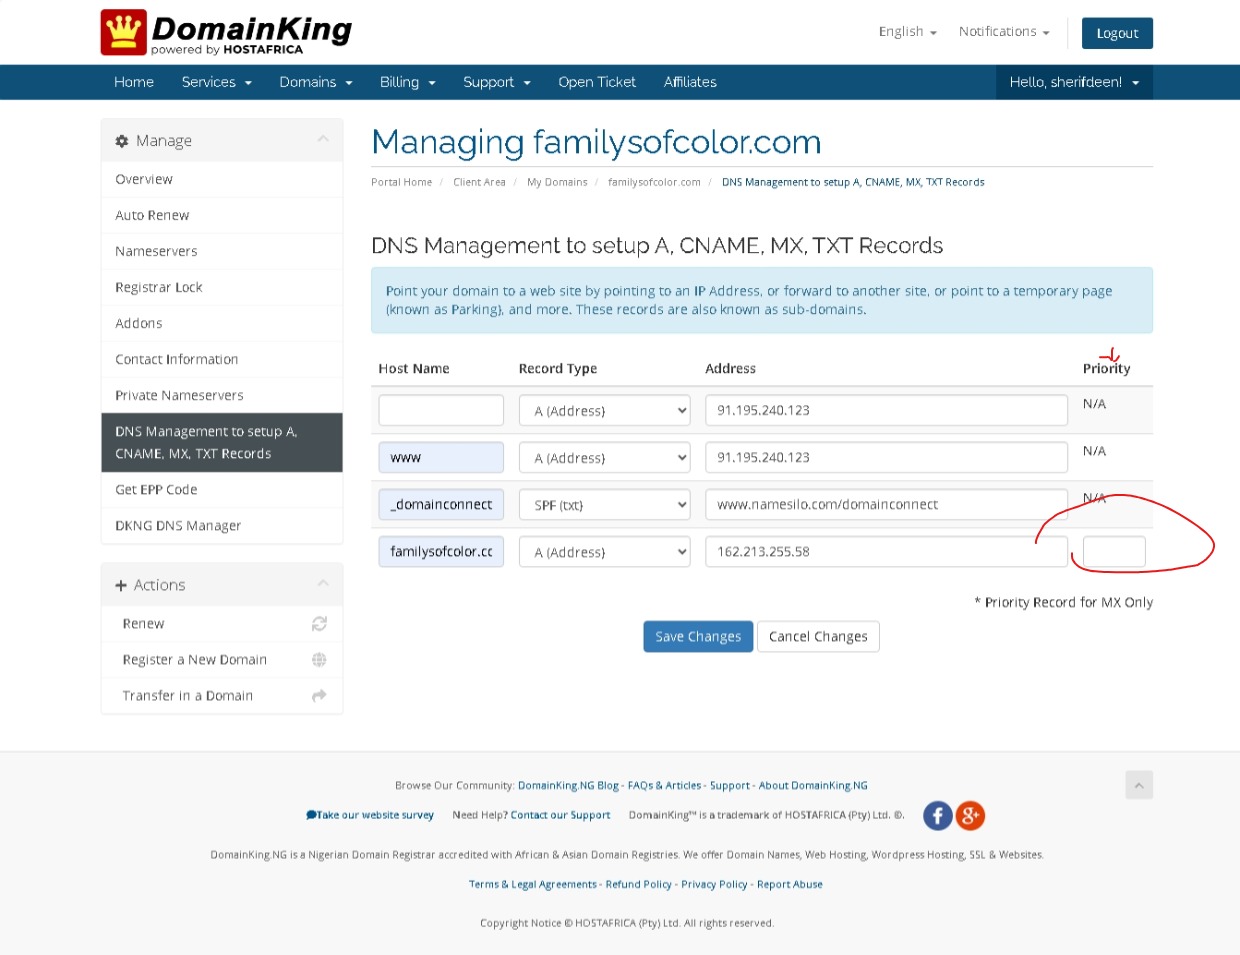 DomainKing
powered by HOSTAFRICA
English
Notifications
Logout
Home
Services
Domains
Billing
Support
Open Ticket
Affiliates
Hello, sherifdeen!
Manage
Overview
Auto Renew
Nameservers
Registrar Lock
Addons
Contact Information
Private Nameservers
DNS Management to setup A,
CNAME, MX, TXT Records
Get EPP Code
DKNG DNS Manager
Actions
Renew
Register a New Domain
Transfer in a Domain
Managing familysofcolor.com
Portal Home / Client Area / My Domains / familysofcolor.com / DNS Management to setup A, CNAME, MX, TXT Records
DNS Management to setup A, CNAME, MX, TXT Records
Point your domain to a web site by pointing to an IP Address, or forward to another site, or point to a temporary page
(known as Parking), and more. These records are also known as sub-domains.
Host Name Record Type Address Priority
A (Address) 91.195.240.123 N/A
www A (Address) 91.195.240.123 N/A
_domainconnect SPF (txt) www.namesilo.com/domainconnect N/A
familysofcolor.cc A (Address) 162.213.255.58
* Priority Record for MX Only
Save Changes Cancel Changes
Browse Our Community: DomainKing.NG Blog - FAQs & Articles - Support - About DomainKing.NG
Take our website survey Need Help? Contact our Support DomainKing™ is a trademark of HOSTAFRICA (Pty) Ltd. ©. f g+
DomainKing.NG is a Nigerian Domain Registrar accredited with African & Asian Domain Registries. We offer Domain Names, Web Hosting, Wordpress Hosting, SSL & Websites.
Terms & Legal Agreements - Refund Policy - Privacy Policy - Report Abuse
Copyright Notice © HOSTAFRICA (Pty) Ltd. All rights reserved.